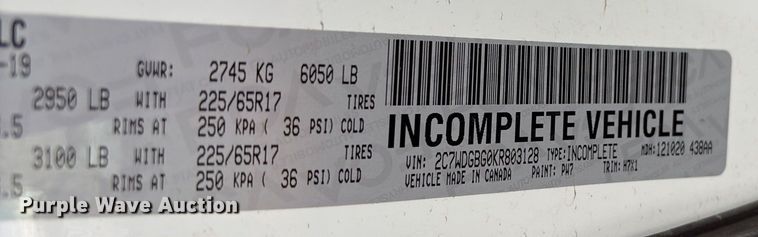 LC
-19 GVWR: 2745 KG 6050 LB
2950 LB WITH 225/65R17 TIRES
.5 RIMS AT 250 KPA ( 36 PSI) COLD
3100 LB WITH 225/65R17 TIRES
.5 RIMS AT 250 KPA ( 36 PSI) COLD
INCOMPLETE VEHICLE
VIN: 2C7WDGBG0KR803128 TYPE: INCOMPLETE MDH: 121020 438AA
VEHICLE MADE IN CANADA PAINT: PW7 TRIM: H7X1
Purple Wave Auction